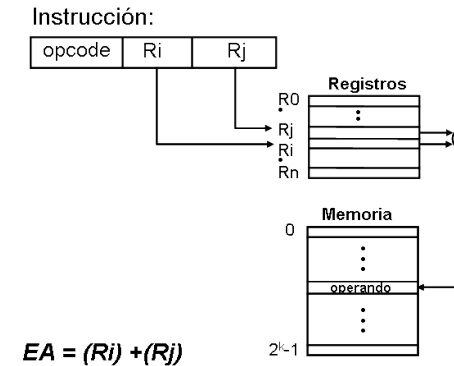 Instrucción:
opcode Ri Rj
Registros
R0
Rj
Ri
Rn
Memoria
0
operando
2ᵏ-1
EA = (Ri) +(Rj)